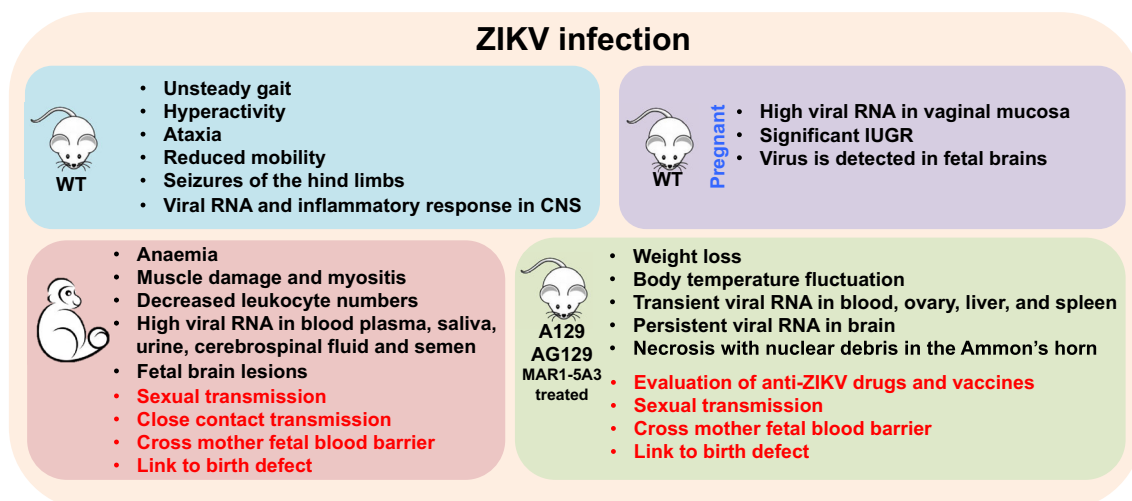 ZIKV infection
WT
• Unsteady gait
• Hyperactivity
• Ataxia
• Reduced mobility
• Seizures of the hind limbs
• Viral RNA and inflammatory response in CNS
WT
Pregnant
• High viral RNA in vaginal mucosa
• Significant IUGR
• Virus is detected in fetal brains
• Anaemia
• Muscle damage and myositis
• Decreased leukocyte numbers
• High viral RNA in blood plasma, saliva,
urine, cerebrospinal fluid and semen
• Fetal brain lesions
• Sexual transmission
• Close contact transmission
• Cross mother fetal blood barrier
• Link to birth defect
A129
AG129
MAR1-5A3
treated
• Weight loss
• Body temperature fluctuation
• Transient viral RNA in blood, ovary, liver, and spleen
• Persistent viral RNA in brain
• Necrosis with nuclear debris in the Ammon's horn
• Evaluation of anti-ZIKV drugs and vaccines
• Sexual transmission
• Cross mother fetal blood barrier
• Link to birth defect